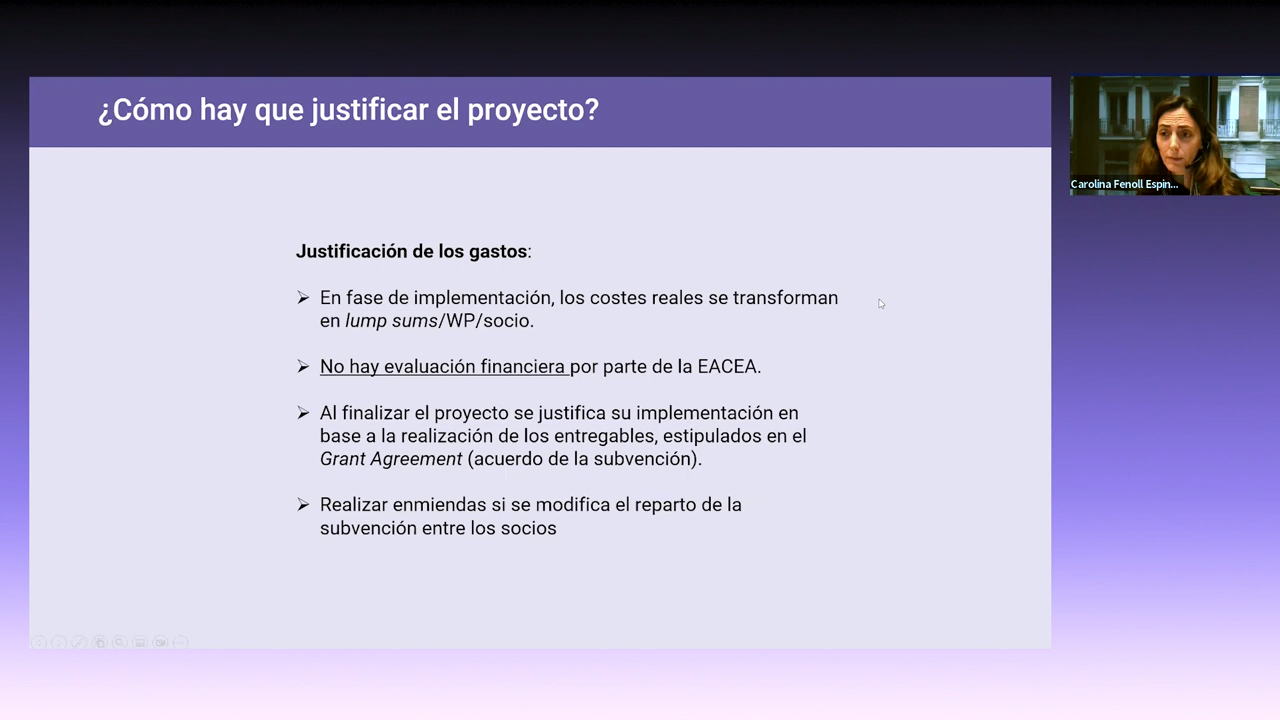 ¿Cómo hay que justificar el proyecto?
Carolina Fenoll Espin...
Justificación de los gastos:
En fase de implementación, los costes reales se transforman
en lump sums/WP/socio.
No hay evaluación financiera por parte de la EACEA.
Al finalizar el proyecto se justifica su implementación en
base a la realización de los entregables, estipulados en el
Grant Agreement (acuerdo de la subvención).
Realizar enmiendas si se modifica el reparto de la
subvención entre los socios